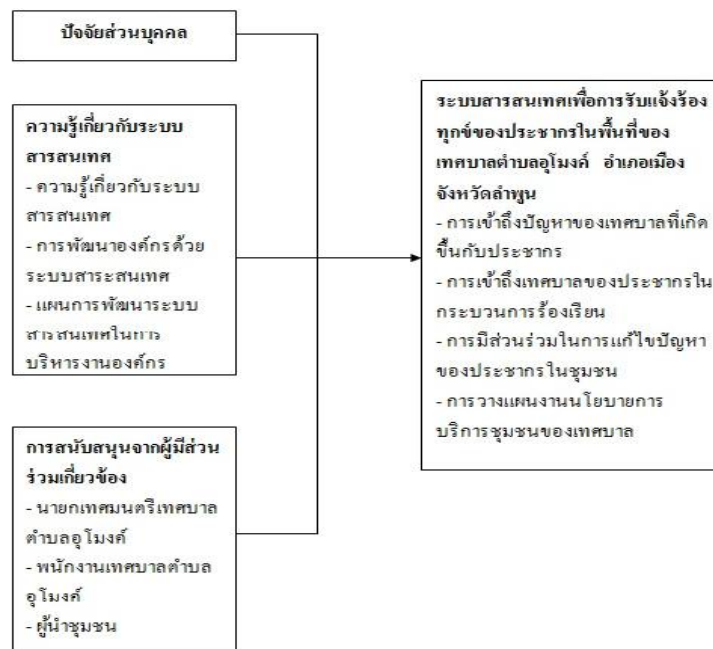 ปัจจัยส่วนบุคคล
ความรู้เกี่ยวกับระบบ
สารสนเทศ
- ความรู้เกี่ยวกับระบบ
สารสนเทศ
- การพัฒนาองค์กรด้วย
ระบบสาระสนเทศ
- แผนการพัฒนาระบบ
สารสนเทศในการ
บริหารงานองค์กร
การสนับสนุนจากผู้มีส่วน
ร่วมเกี่ยวข้อง
- นายกเทศมนตรีเทศบาล
ตำบลอุโมงค์
- พนักงานเทศบาลตำบล
อุโมงค์
- ผู้นำชุมชน
ระบบสารสนเทศเพื่อการรับแจ้งร้อง
ทุกข์ของประชากรในพื้นที่ของ
เทศบาลตำบลอุโมงค์ อำเภอเมือง
จังหวัดลำพูน
- การเข้าถึงปัญหาของเทศบาลที่เกิด
ขึ้นกับประชากร
- การเข้าถึงเทศบาลของประชากรใน
กระบวนการร้องเรียน
- การมีส่วนร่วมในการแก้ไขปัญหา
ของประชากรในชุมชน
- การวางแผนงานนโยบายการ
บริการชุมชนของเทศบาล